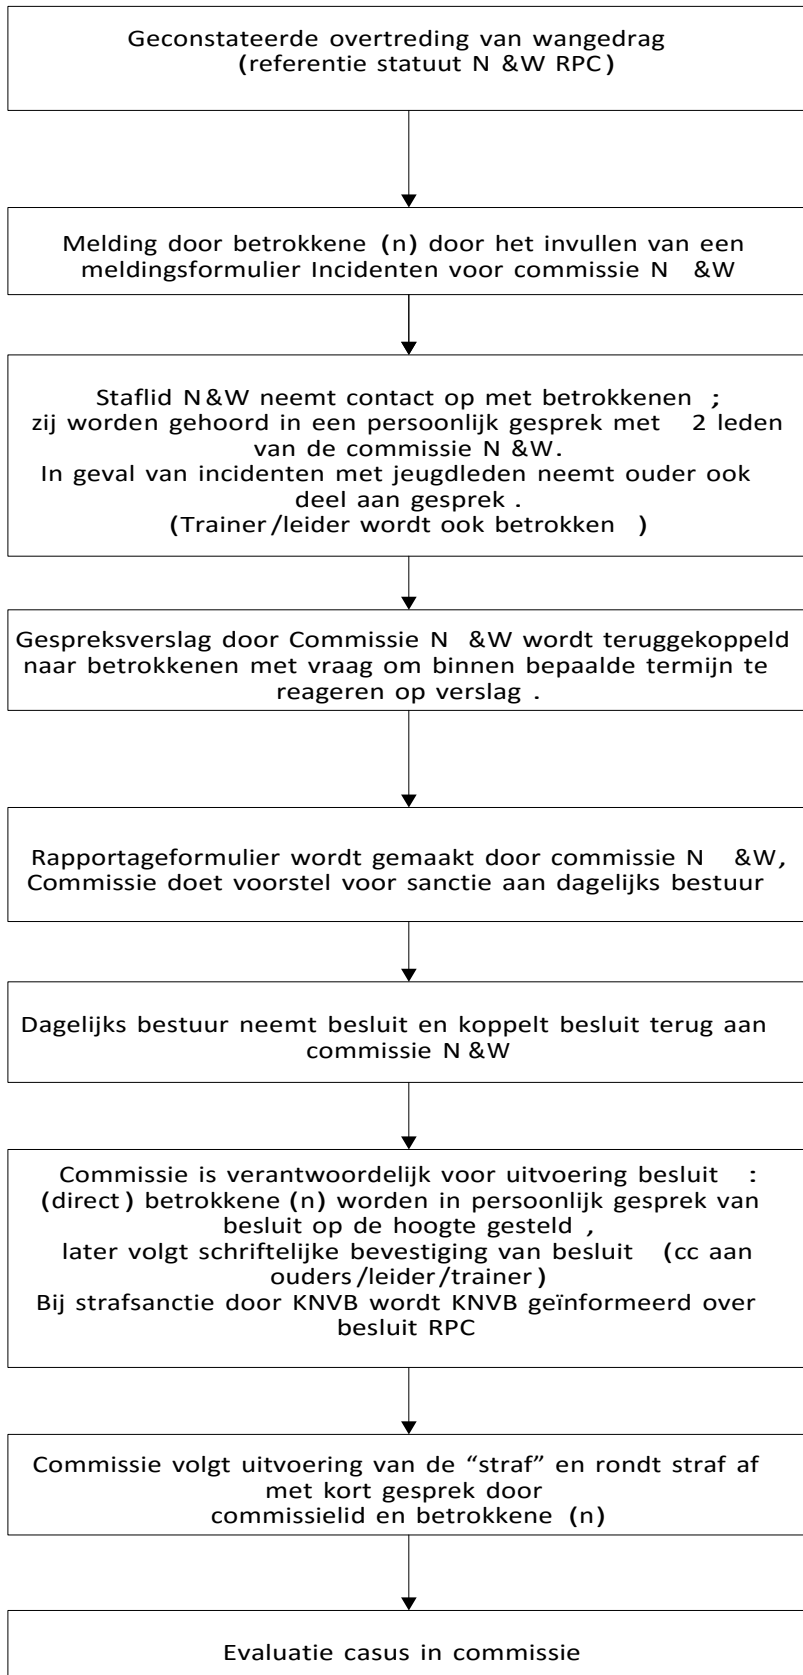 Geconstateerde overtreding van wangedrag
(referentie statuut N &W RPC)
Melding door betrokkene (n) door het invullen van een
meldingsformulier Incidenten voor commissie N &W
Staflid N&W neemt contact op met betrokkenen ;
zij worden gehoord in een persoonlijk gesprek met 2 leden
van de commissie N &W.
In geval van incidenten met jeugdleden neemt ouder ook
deel aan gesprek .
(Trainer/leider wordt ook betrokken )
Gespreksverslag door Commissie N &W wordt teruggekoppeld
naar betrokkenen met vraag om binnen bepaalde termijn te
reageren op verslag .
Rapportageformulier wordt gemaakt door commissie N &W,
Commissie doet voorstel voor sanctie aan dagelijks bestuur
Dagelijks bestuur neemt besluit en koppelt besluit terug aan
commissie N &W
Commissie is verantwoordelijk voor uitvoering besluit :
(direct) betrokkene (n) worden in persoonlijk gesprek van
besluit op de hoogte gesteld ,
later volgt schriftelijke bevestiging van besluit (cc aan
ouders/leider/trainer)
Bij strafsanctie door KNVB wordt KNVB geïnformeerd over
besluit RPC
Commissie volgt uitvoering van de “straf” en rondt straf af
met kort gesprek door
commissielid en betrokkene (n)
Evaluatie casus in commissie